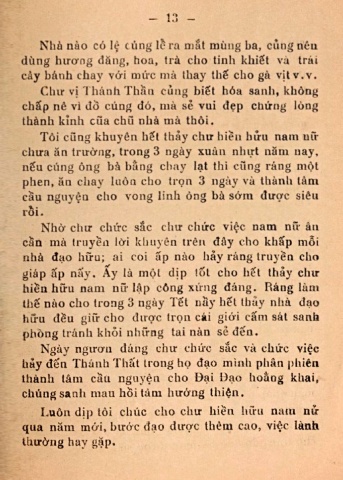 — 13 —
Nhà nào có lệ cúng lể ra mắt mùng ba, cũng nên
dùng hương đăng, hoa, trà cho tinh khiết và trái
cây bánh chay với mức mà thay thế cho gà vịt v.v.
Chư vị Thánh Thần cũng biết hóa sanh, không
chấp nê vì đồ cúng đó, mà sẻ vui đẹp chứng lòng
thành kỉnh của chủ nhà mà thôi.
Tôi cũng khuyên hết thảy chư hiền hữu nam nữ
chưa ăn trường, trong 3 ngày xuân nhựt năm nay,
nếu cúng ông bà bằng chay lạt thì cũng ráng một
phen, ăn chay luôn cho trọn 3 ngày và thành tâm
cầu nguyện cho vong linh ông bà sớm được siêu
rỗi.
Nhờ chư chức sắc chư chức việc nam nữ ân
cần mà truyền lời khuyên trên đây cho khắp mỗi
nhà đạo hữu; ai coi ấp nào hãy ráng truyền cho
giáp ấp nấy. Ấy là một dịp tốt cho hết thảy chư
hiền hữu nam nữ lập công xứng đáng. Ráng làm
thế nào cho trong 3 ngày Tết nầy hết thảy nhà đạo
hữu đều giữ cho được trọn cái giới cấm sát sanh
phòng tránh khỏi những tai nàn sẻ đến.
Ngày ngươn đáng chư chức sắc và chức việc
hảy đến Thánh Thất trong họ đạo mình phân phiên
thành tâm cầu nguyện cho Đại Đạo hoằng khai,
chúng sanh mau hồi tâm hướng thiện.
Luôn dịp tôi chúc cho chư hiền hữu nam nữ
qua năm mới, bước đạo được thêm cao, việc lành
thường hay gặp.